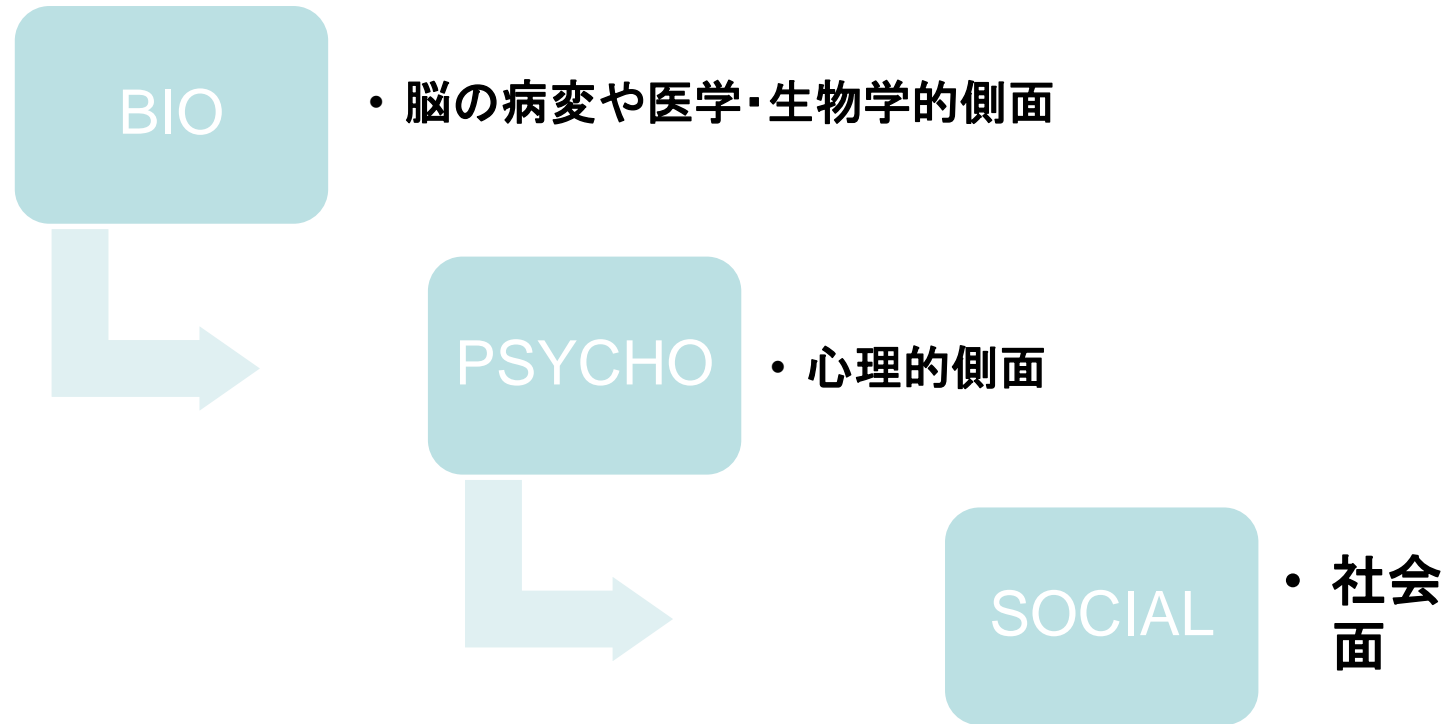 BIO
• 脳の病変や医学・生物学的側面
PSYCHO
• 心理的側面
SOCIAL
• 社会
面